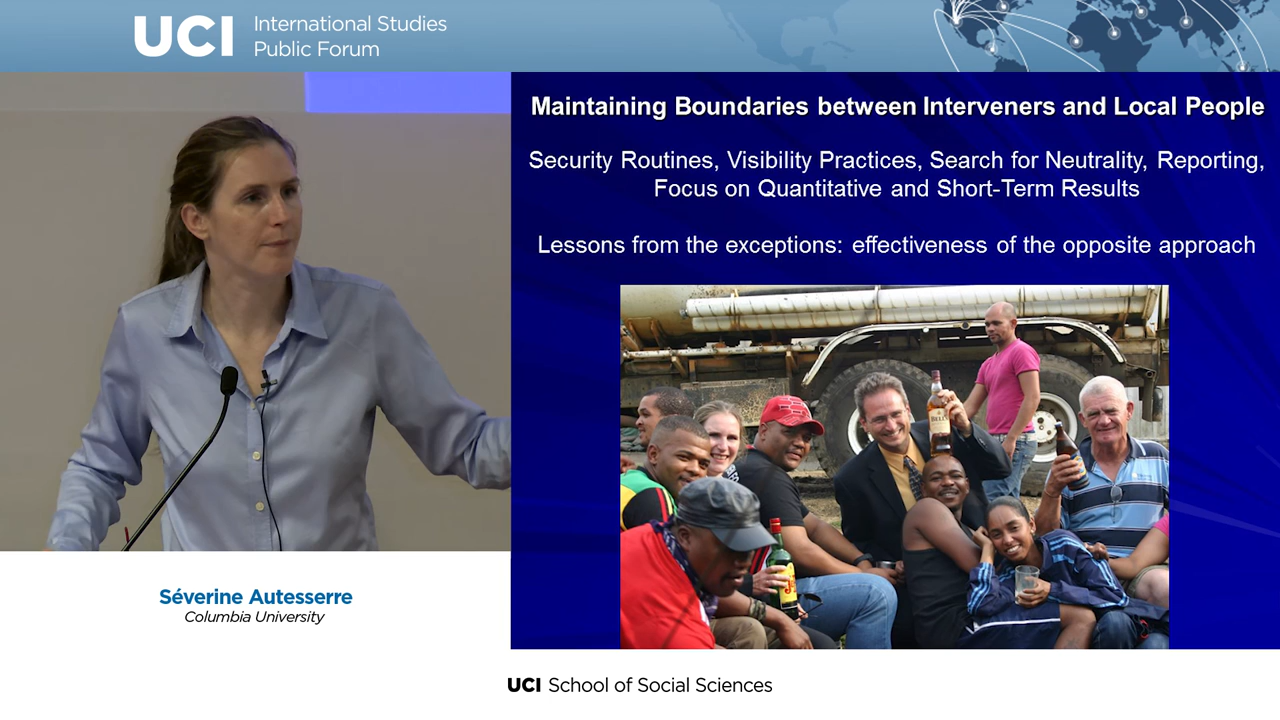 UCI
International Studies
Public Forum
Maintaining Boundaries between Interveners and Local People
Security Routines, Visibility Practices, Search for Neutrality, Reporting,
Focus on Quantitative and Short-Term Results
Lessons from the exceptions: effectiveness of the opposite approach
BELL'S
J&B
Séverine Autesserre
Columbia University
UCI School of Social Sciences